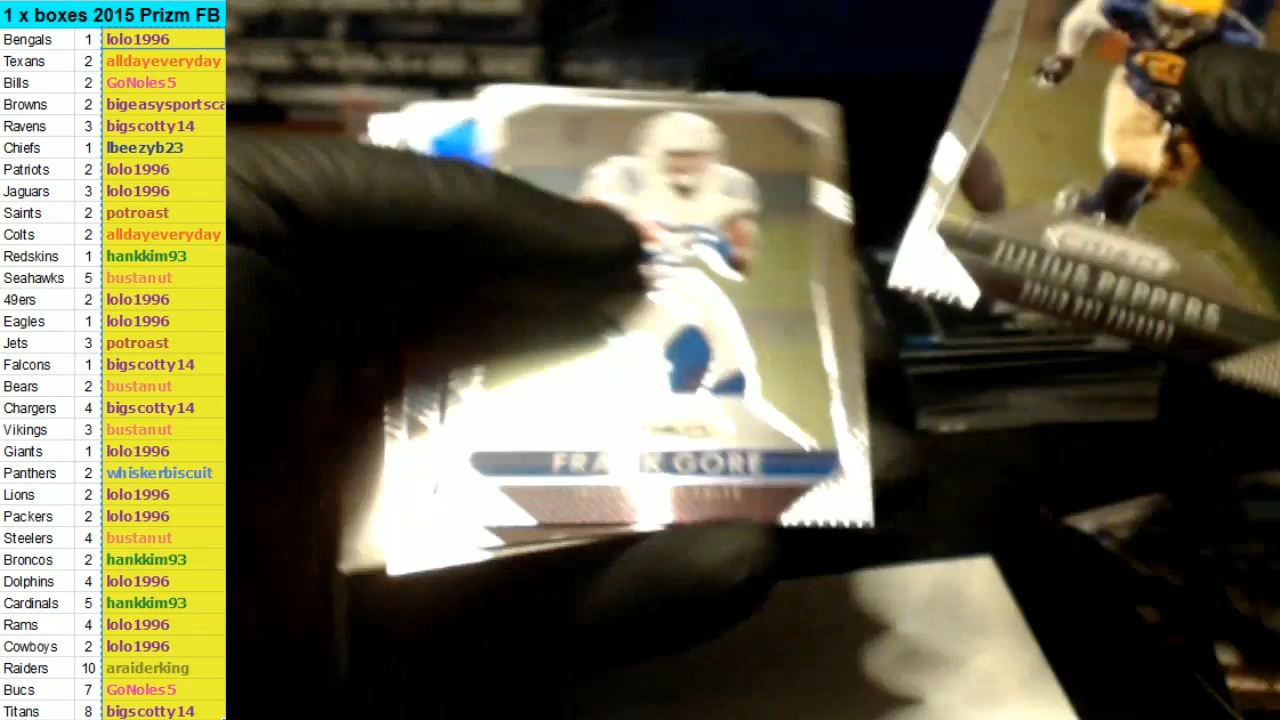 1 x boxes 2015 Prizm FB
Bengals 1 lolo1996
Texans 2 alldayeveryday
Bills 2 GoNoles5
Browns 2 bigeasysportsca
Ravens 3 bigscotty14
Chiefs 1 lbeezyb23
Patriots 2 lolo1996
Jaguars 3 lolo1996
Saints 2 potroast
Colts 2 alldayeveryday
Redskins 1 hankkim93
Seahawks 5 bustanut
49ers 2 lolo1996
Eagles 1 lolo1996
Jets 3 potroast
Falcons 1 bigscotty14
Bears 2 bustanut
Chargers 4 bigscotty14
Vikings 3 bustanut
Giants 1 lolo1996
Panthers 2 whiskerbiscuit
Lions 2 lolo1996
Packers 2 lolo1996
Steelers 4 bustanut
Broncos 2 hankkim93
Dolphins 4 lolo1996
Cardinals 5 hankkim93
Rams 4 lolo1996
Cowboys 2 lolo1996
Raiders 10 araiderking
Bucs 7 GoNoles5
Titans 8 bigscotty14
FRANK GORE
JULIUS PEPPERS